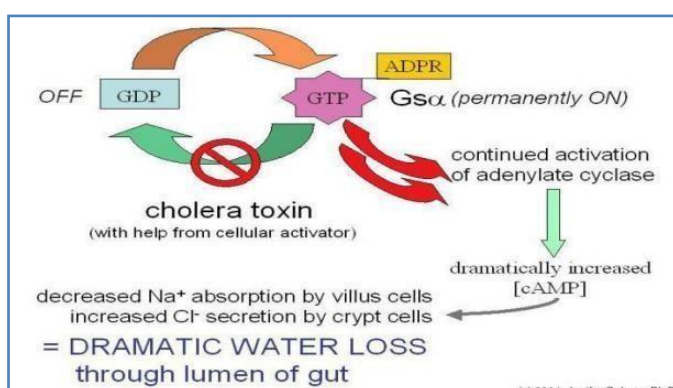 ADPR
OFF GDP GTP Gsα (permanently ON)
continued activation
of adenylate cyclase
cholera toxin
(with help from cellular activator)
dramatically increased
[cAMP]
decreased Na⁺ absorption by villus cells
increased Cl⁻ secretion by crypt cells
= DRAMATIC WATER LOSS
through lumen of gut